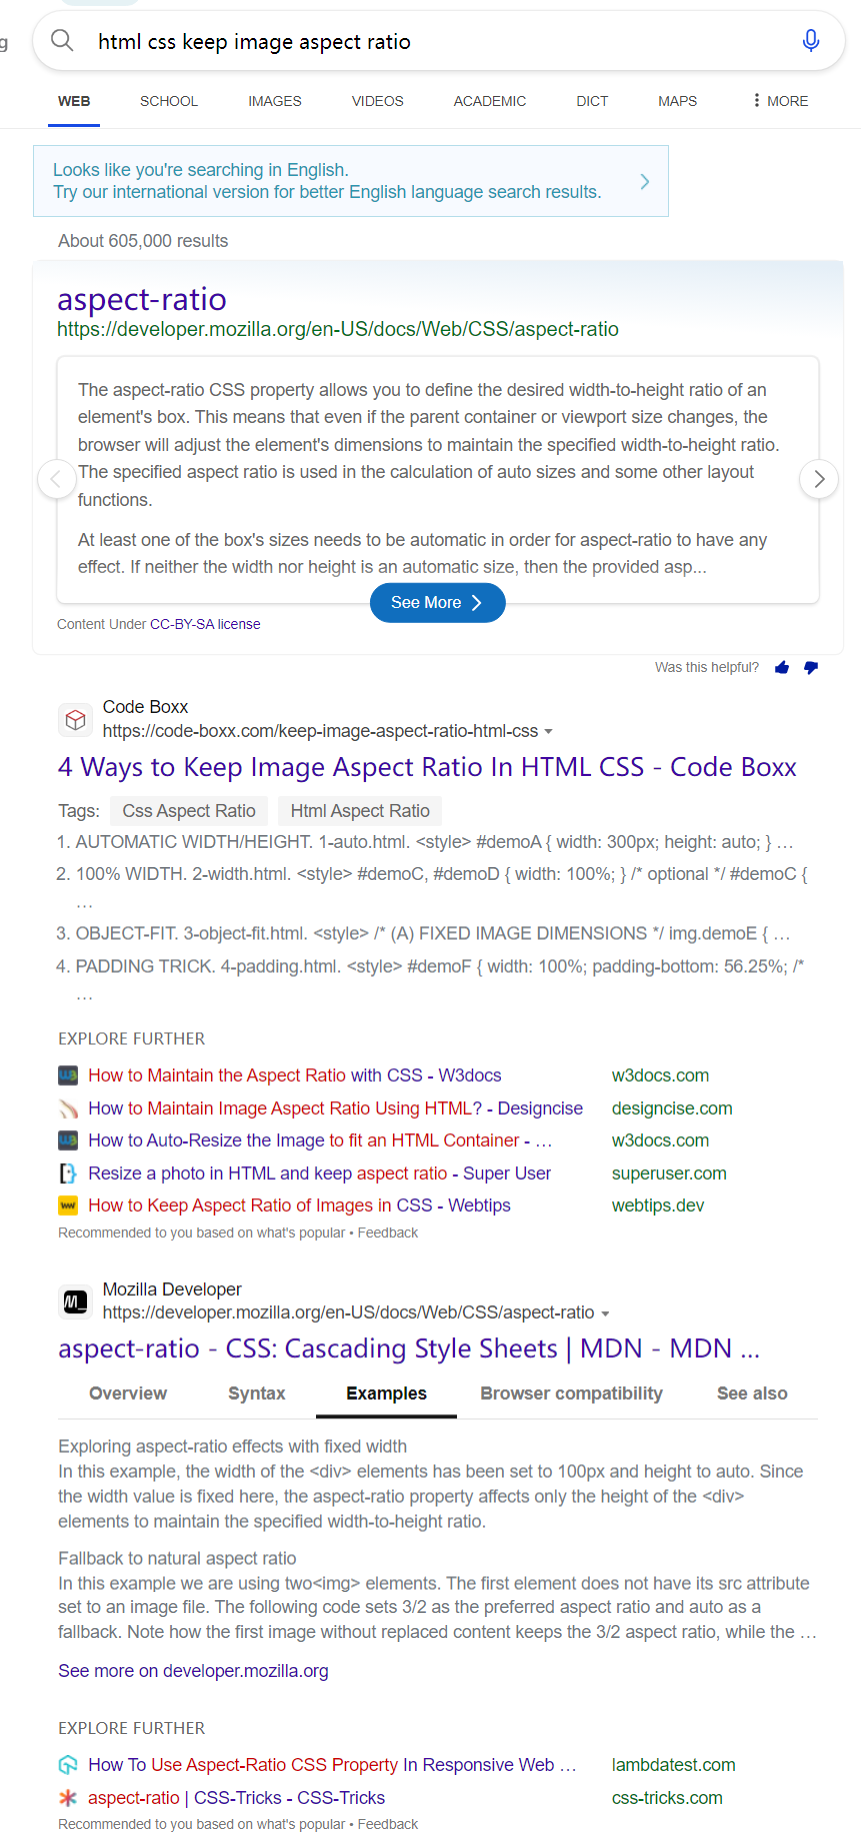 g
html css keep image aspect ratio
WEB SCHOOL IMAGES VIDEOS ACADEMIC DICT MAPS MORE
Looks like you're searching in English.
Try our international version for better English language search results.
About 605,000 results
aspect-ratio
https://developer.mozilla.org/en-US/docs/Web/CSS/aspect-ratio
The aspect-ratio CSS property allows you to define the desired width-to-height ratio of an
element's box. This means that even if the parent container or viewport size changes, the
browser will adjust the element's dimensions to maintain the specified width-to-height ratio.
The specified aspect ratio is used in the calculation of auto sizes and some other layout
functions.
At least one of the box's sizes needs to be automatic in order for aspect-ratio to have any
effect. If neither the width nor height is an automatic size, then the provided asp...
See More
Content Under CC-BY-SA license
Was this helpful?
Code Boxx
https://code-boxx.com/keep-image-aspect-ratio-html-css
4 Ways to Keep Image Aspect Ratio In HTML CSS - Code Boxx
Tags: Css Aspect Ratio Html Aspect Ratio
1. AUTOMATIC WIDTH/HEIGHT. 1-auto.html. <style> #demoA { width: 300px; height: auto; } …
2. 100% WIDTH. 2-width.html. <style> #demoC, #demoD { width: 100%; } /* optional */ #demoC {
…
3. OBJECT-FIT. 3-object-fit.html. <style> /* (A) FIXED IMAGE DIMENSIONS */ img.demoE { …
4. PADDING TRICK. 4-padding.html. <style> #demoF { width: 100%; padding-bottom: 56.25%; /*
…
EXPLORE FURTHER
How to Maintain the Aspect Ratio with CSS - W3docs w3docs.com
How to Maintain Image Aspect Ratio Using HTML? - Designcise designcise.com
How to Auto-Resize the Image to fit an HTML Container - … w3docs.com
Resize a photo in HTML and keep aspect ratio - Super User superuser.com
How to Keep Aspect Ratio of Images in CSS - Webtips webtips.dev
Recommended to you based on what's popular • Feedback
Mozilla Developer
https://developer.mozilla.org/en-US/docs/Web/CSS/aspect-ratio
aspect-ratio - CSS: Cascading Style Sheets | MDN - MDN ...
Overview Syntax Examples Browser compatibility See also
Exploring aspect-ratio effects with fixed width
In this example, the width of the <div> elements has been set to 100px and height to auto. Since
the width value is fixed here, the aspect-ratio property affects only the height of the <div>
elements to maintain the specified width-to-height ratio.
Fallback to natural aspect ratio
In this example we are using two<img> elements. The first element does not have its src attribute
set to an image file. The following code sets 3/2 as the preferred aspect ratio and auto as a
fallback. Note how the first image without replaced content keeps the 3/2 aspect ratio, while the …
See more on developer.mozilla.org
EXPLORE FURTHER
How To Use Aspect-Ratio CSS Property In Responsive Web … lambdatest.com
aspect-ratio | CSS-Tricks - CSS-Tricks css-tricks.com
Recommended to you based on what's popular • Feedback